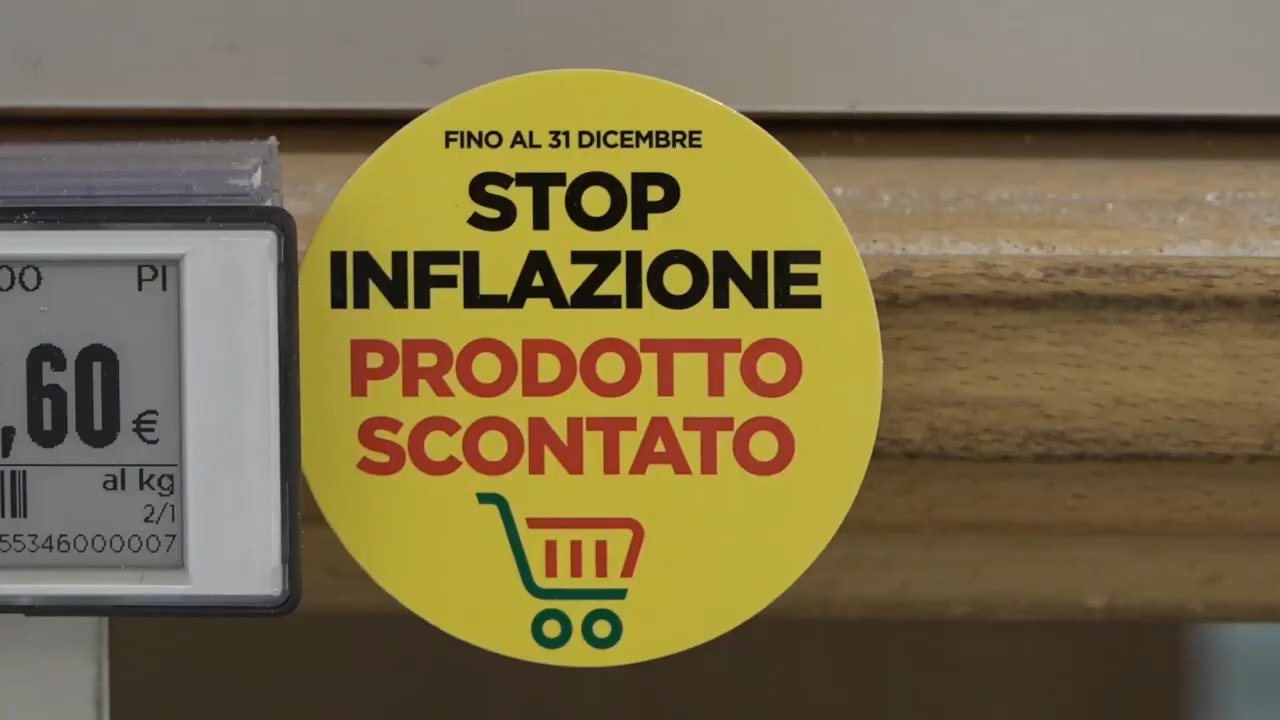 00 PI
,60 €
al kg
2/1
55346000007
FINO AL 31 DICEMBRE
STOP
INFLAZIONE
PRODOTTO
SCONTATO